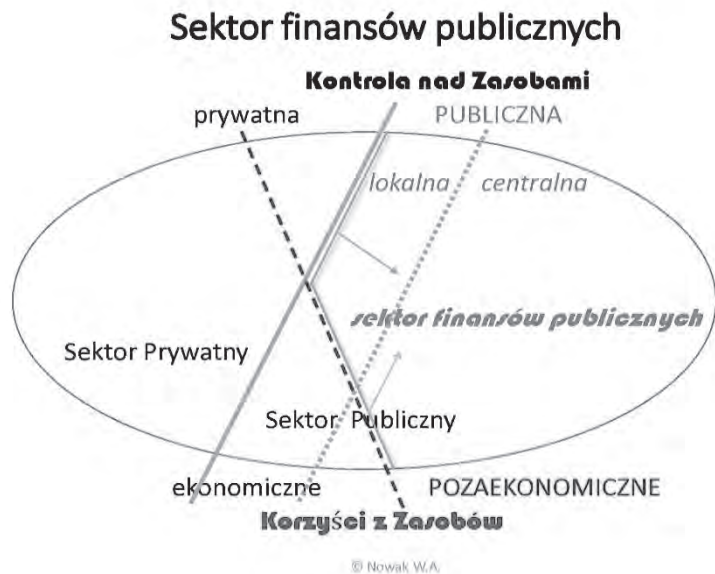 Sektor finansów publicznych
Kontrola nad Zasobami
prywatna PUBLICZNA
lokalna centralna
sektor finansów publicznych
Sektor Prywatny
Sektor Publiczny
ekonomiczne POZAEKONOMICZNE
Korzyści z Zasobów
© Nowak W.A.